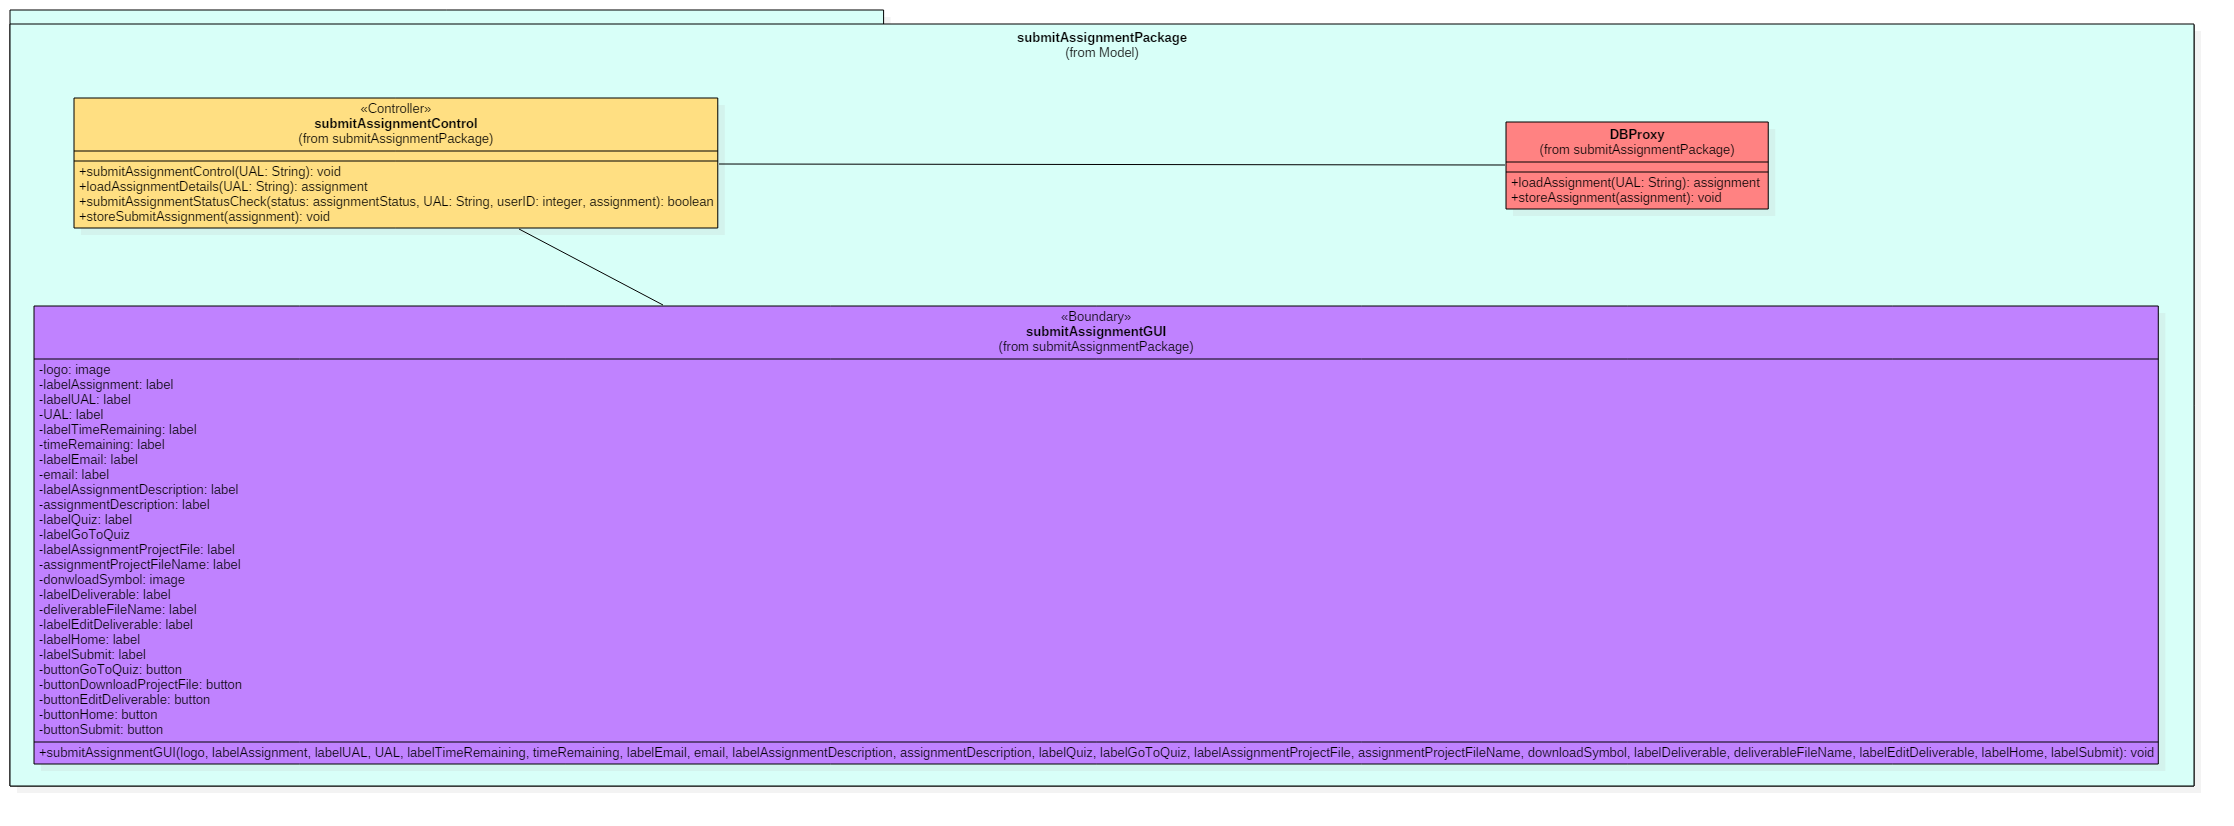 submitAssignmentPackage
(from Model)
«Controller»
submitAssignmentControl
(from submitAssignmentPackage)
+submitAssignmentControl(UAL: String): void
+loadAssignmentDetails(UAL: String): assignment
+submitAssignmentStatusCheck(status: assignmentStatus, UAL: String, userID: integer, assignment): boolean
+storeSubmitAssignment(assignment): void
DBProxy
(from submitAssignmentPackage)
+loadAssignment(UAL: String): assignment
+storeAssignment(assignment): void
«Boundary»
submitAssignmentGUI
(from submitAssignmentPackage)
-logo: image
-labelAssignment: label
-labelUAL: label
-UAL: label
-labelTimeRemaining: label
-timeRemaining: label
-labelEmail: label
-email: label
-labelAssignmentDescription: label
-assignmentDescription: label
-labelQuiz: label
-labelGoToQuiz
-labelAssignmentProjectFile: label
-assignmentProjectFileName: label
-donwloadSymbol: image
-labelDeliverable: label
-deliverableFileName: label
-labelEditDeliverable: label
-labelHome: label
-labelSubmit: label
-buttonGoToQuiz: button
-buttonDownloadProjectFile: button
-buttonEditDeliverable: button
-buttonHome: button
-buttonSubmit: button
+submitAssignmentGUI(logo, labelAssignment, labelUAL, UAL, labelTimeRemaining, timeRemaining, labelEmail, email, labelAssignmentDescription, assignmentDescription, labelQuiz, labelGoToQuiz, labelAssignmentProjectFile, assignmentProjectFileName, downloadSymbol, labelDeliverable, deliverableFileName, labelEditDeliverable, labelHome, labelSubmit): void